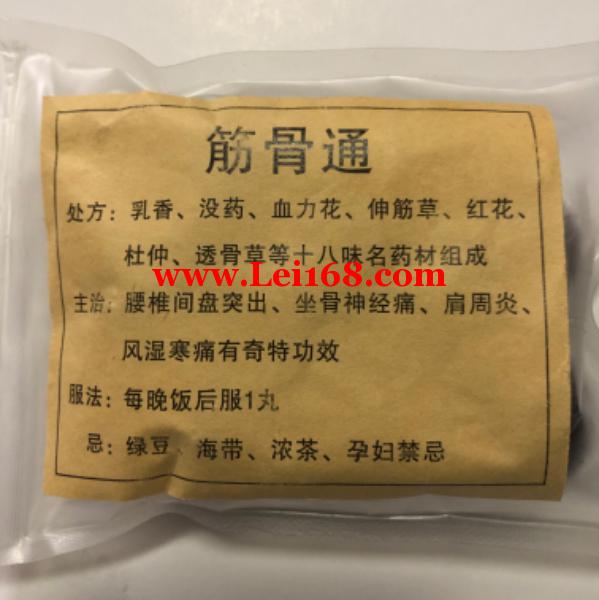 筋骨通
处方：乳香、没药、血力花、伸筋草、红花、
杜仲、透骨草等十八味名药材组成
www.Lei168.com
主治：腰椎间盘突出、坐骨神经痛、肩周炎、
风湿寒痛有奇特功效
服法：每晚饭后服1丸
忌：绿豆、海带、浓茶、孕妇禁忌